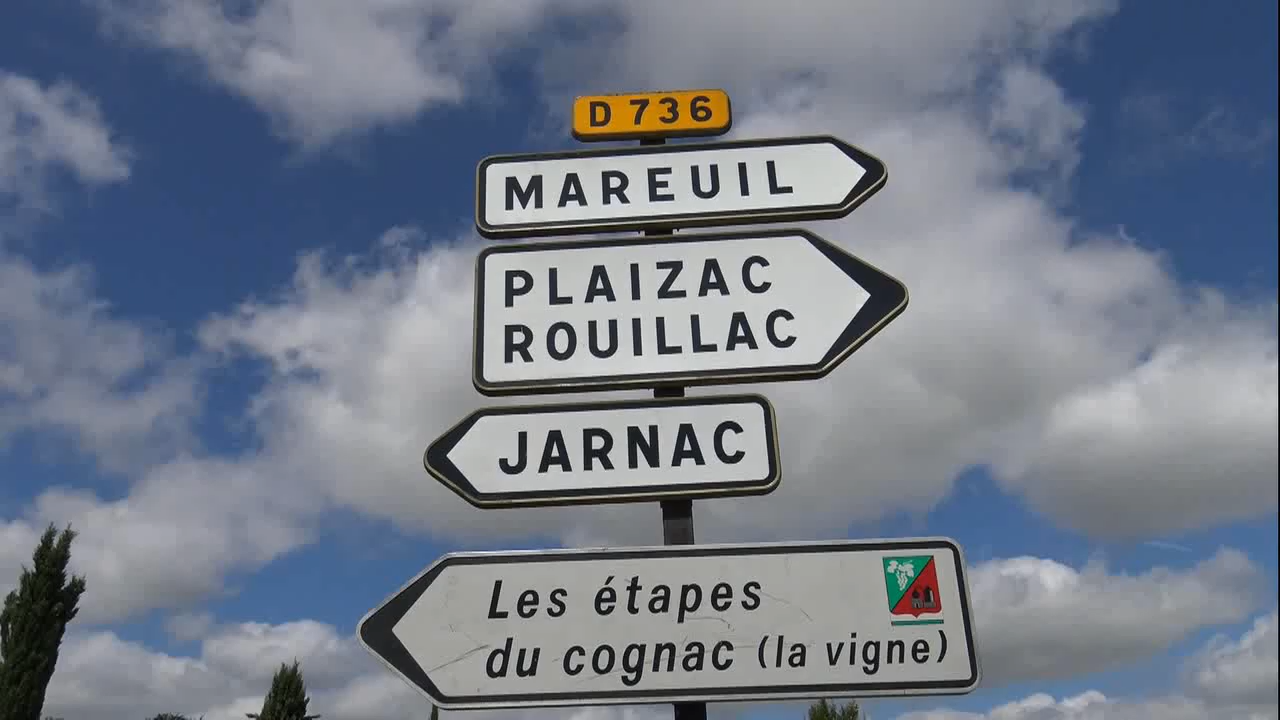 D 736
MAREUIL
PLAIZAC
ROUILLAC
JARNAC
Les étapes
du cognac (la vigne)